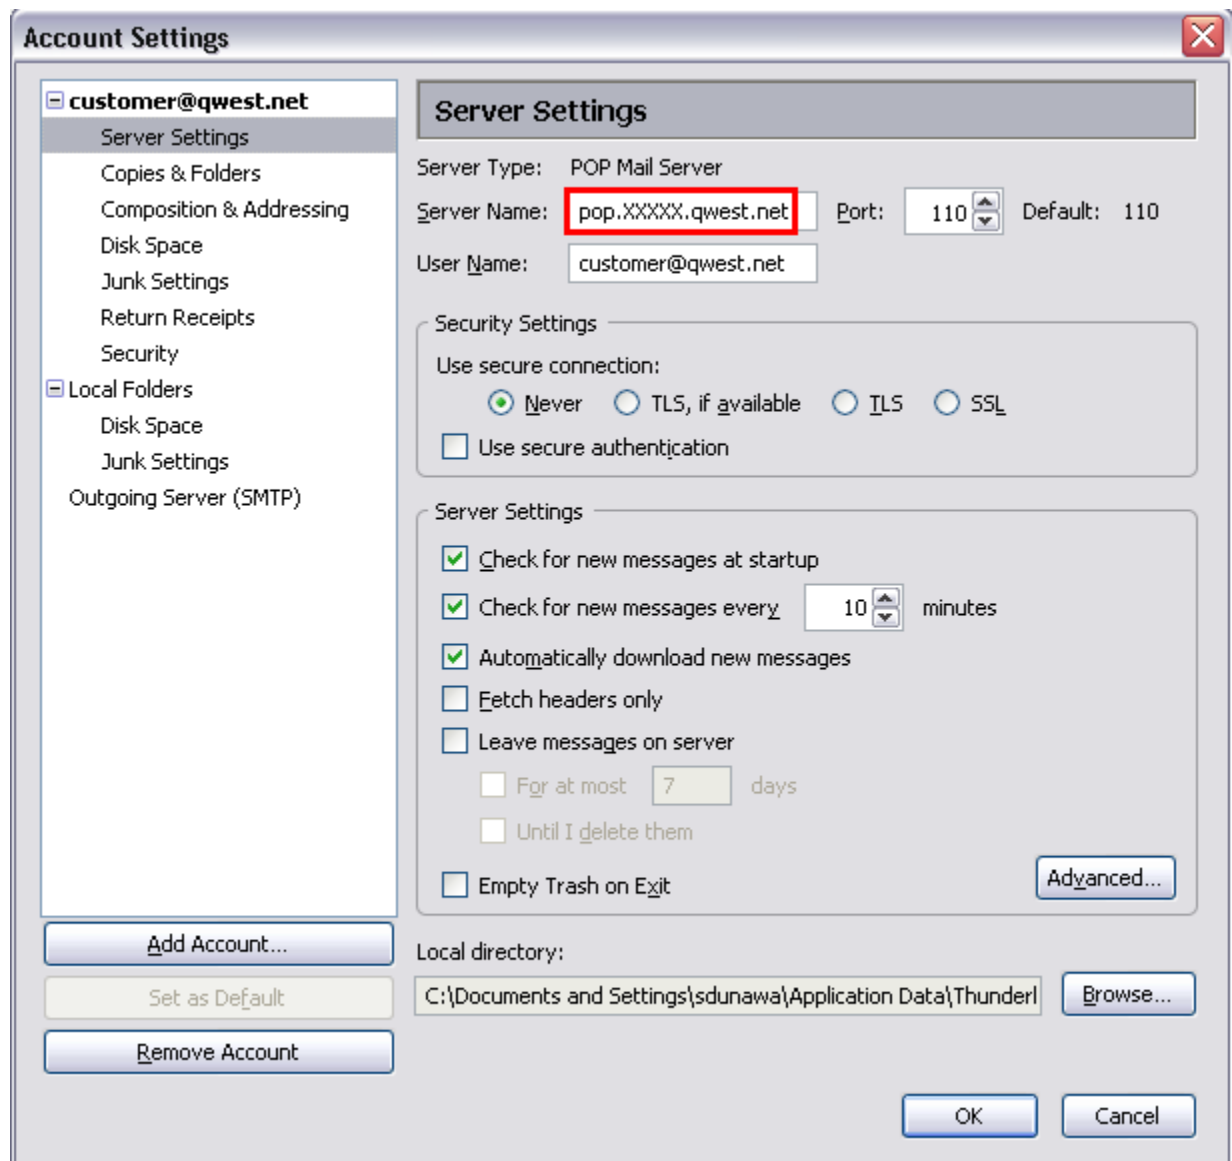 Account Settings
customer@qwest.net
Server Settings
Copies & Folders
Composition & Addressing
Disk Space
Junk Settings
Return Receipts
Security
Local Folders
Disk Space
Junk Settings
Outgoing Server (SMTP)
Add Account...
Set as Default
Remove Account
Server Settings
Server Type: POP Mail Server
Server Name: pop.XXXXX.qwest.net Port: 110 Default: 110
User Name: customer@qwest.net
Security Settings
Use secure connection:
Never TLS, if available TLS SSL
Use secure authentication
Server Settings
Check for new messages at startup
Check for new messages every 10 minutes
Automatically download new messages
Fetch headers only
Leave messages on server
For at most 7 days
Until I delete them
Empty Trash on Exit Advanced...
Local directory:
C:\Documents and Settings\sdunawa\Application Data\Thunderl Browse...
OK Cancel